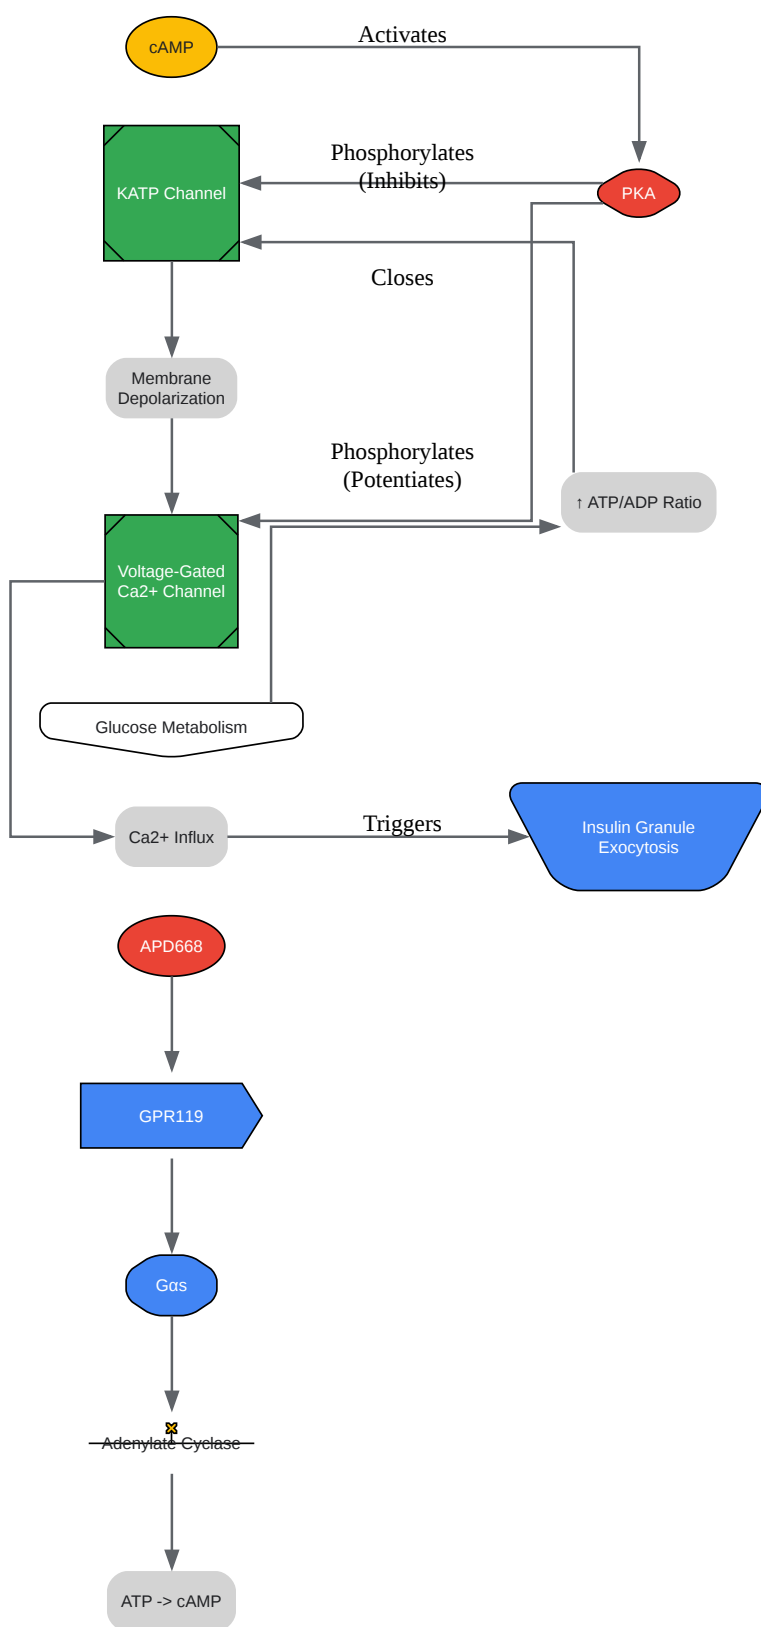 cAMP
Activates
KATP Channel
Phosphorylates
(Inhibits)
PKA
Closes
Membrane
Depolarization
Phosphorylates
(Potentiates)
↑ ATP/ADP Ratio
Voltage-Gated
Ca2+ Channel
Glucose Metabolism
Ca2+ Influx
Triggers
Insulin Granule
Exocytosis
APD668
GPR119
Gαs
Adenylate Cyclase
ATP -> cAMP